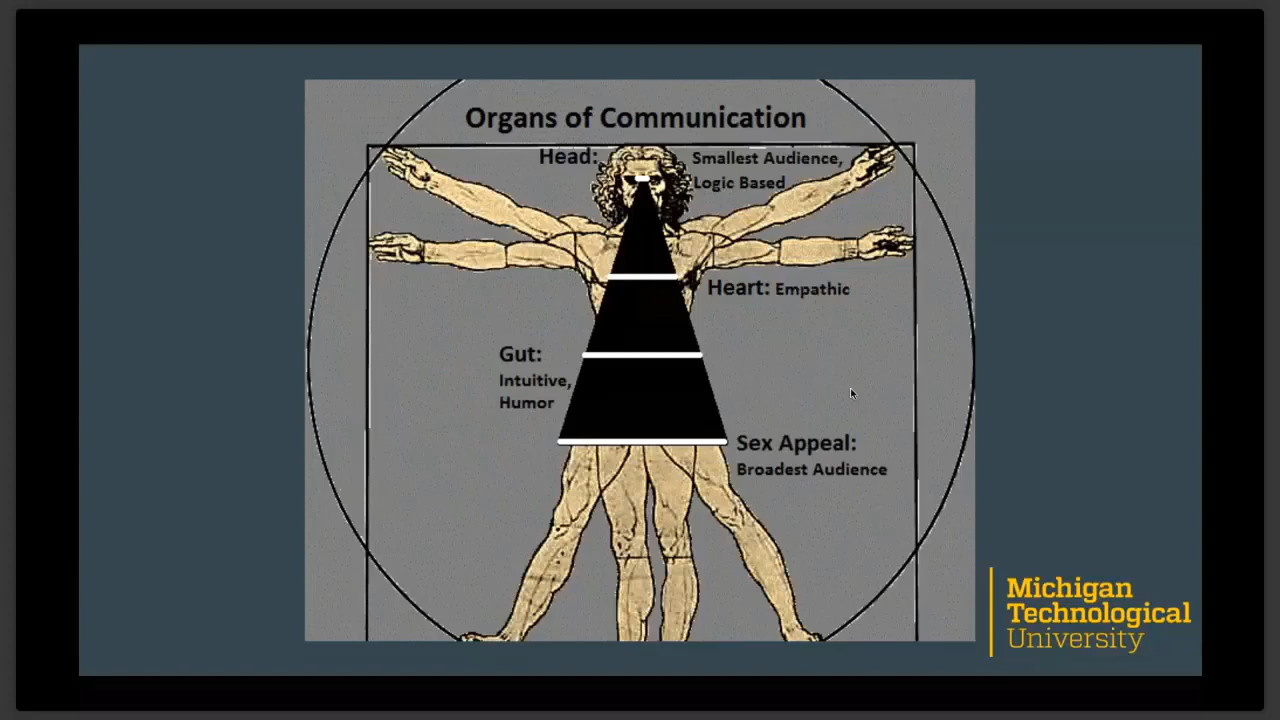 Organs of Communication
Head:
Smallest Audience,
Logic Based
Heart: Empathic
Gut:
Intuitive,
Humor
Sex Appeal:
Broadest Audience
Michigan
Technological
University